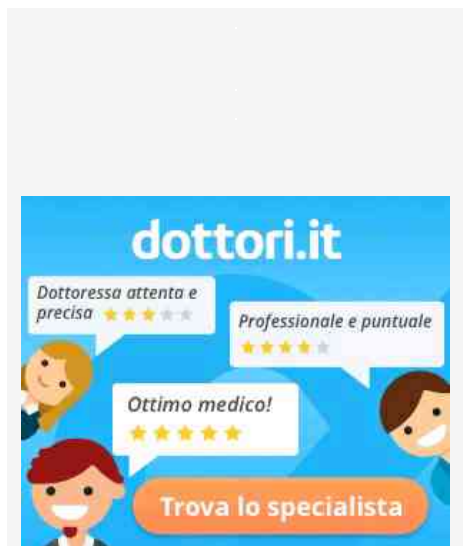 dottori.it
Dottoressa attenta e
precisa
Professionale e puntuale
Ottimo medico!
Trova lo specialista